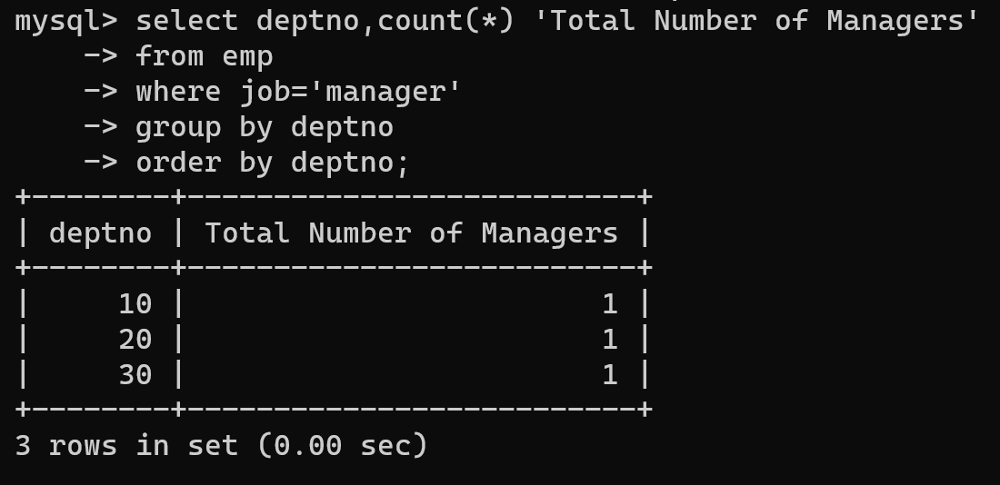 mysql> select deptno,count(*) 'Total Number of Managers'
    -> from emp
    -> where job='manager'
    -> group by deptno
    -> order by deptno;
+--------+--------------------------+
| deptno | Total Number of Managers |
+--------+--------------------------+
|     10 |                        1 |
|     20 |                        1 |
|     30 |                        1 |
+--------+--------------------------+
3 rows in set (0.00 sec)